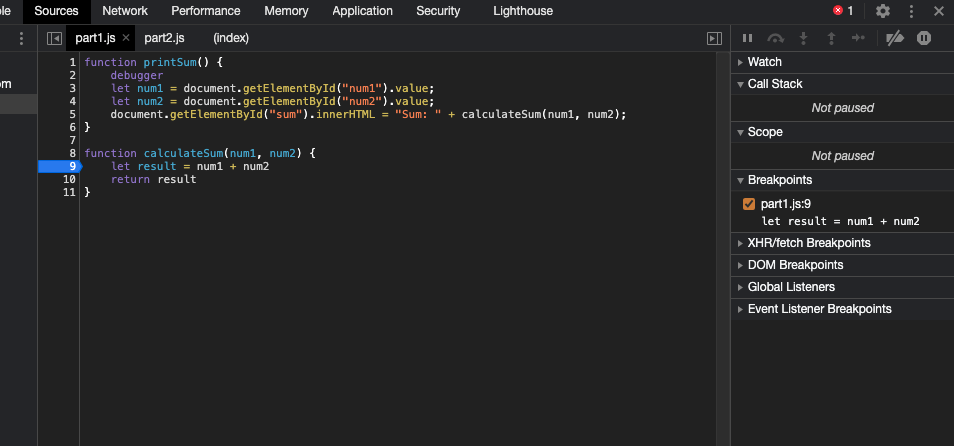 le Sources Network Performance Memory Application Security Lighthouse 1
part1.js × part2.js (index)
om
1 function printSum() {
2 debugger
3 let num1 = document.getElementById("num1").value;
4 let num2 = document.getElementById("num2").value;
5 document.getElementById("sum").innerHTML = "Sum: " + calculateSum(num1, num2);
6 }
7
8 function calculateSum(num1, num2) {
9 let result = num1 + num2
10 return result
11 }
Watch
Call Stack
Not paused
Scope
Not paused
Breakpoints
part1.js:9
let result = num1 + num2
XHR/fetch Breakpoints
DOM Breakpoints
Global Listeners
Event Listener Breakpoints